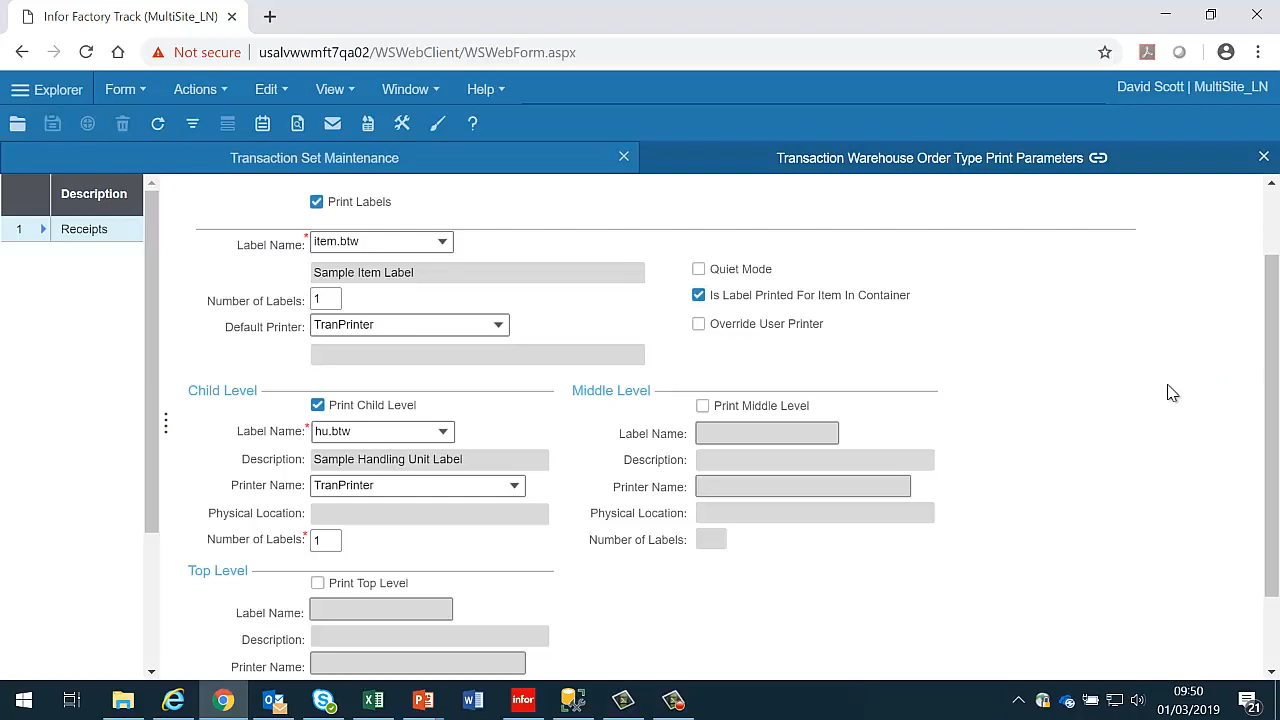 Infor Factory Track (MultiSite_LN)
Not secure usalvwwmft7qa02/WSWebClient/WSWebForm.aspx
Explorer Form Actions Edit View Window Help David Scott | MultiSite_LN
Transaction Set Maintenance Transaction Warehouse Order Type Print Parameters
Description
1 Receipts
Print Labels
Label Name:* item.btw
Sample Item Label Quiet Mode
Number of Labels: 1 Is Label Printed For Item In Container
Default Printer: TranPrinter Override User Printer
Child Level Middle Level
Print Child Level Print Middle Level
Label Name:* hu.btw Label Name:
Description: Sample Handling Unit Label Description:
Printer Name: TranPrinter Printer Name:
Physical Location: Physical Location:
Number of Labels:* 1 Number of Labels:
Top Level
Print Top Level
Label Name:
Description:
Printer Name:
infor 09:50
01/03/2019 21